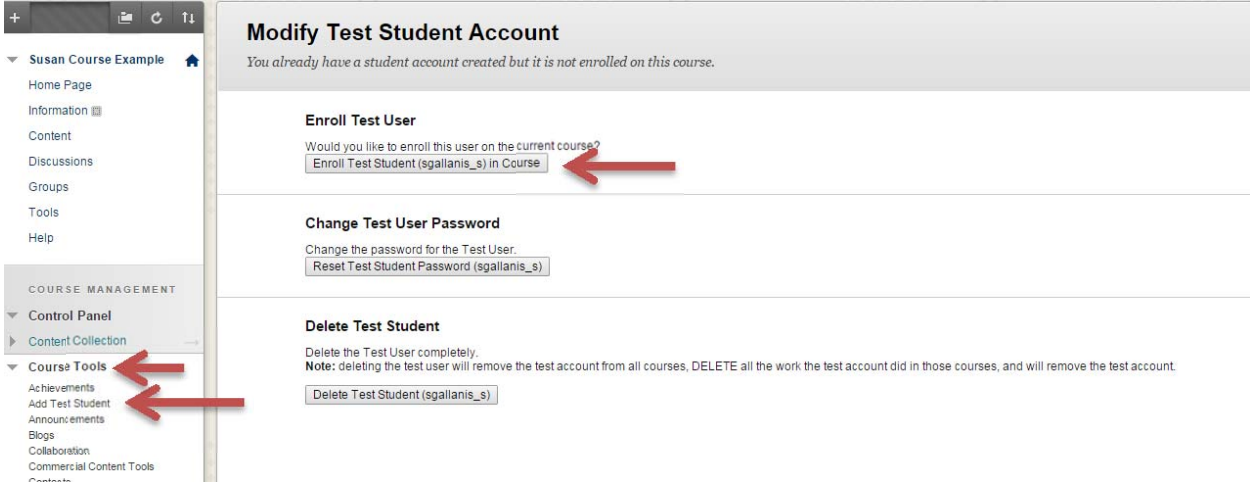 Susan Course Example
Home Page
Information
Content
Discussions
Groups
Tools
Help
COURSE MANAGEMENT
Control Panel
Content Collection
Course Tools
Achievements
Add Test Student
Announcements
Blogs
Collaboration
Commercial Content Tools
Modify Test Student Account
You already have a student account created but it is not enrolled on this course.
Enroll Test User
Would you like to enroll this user on the current course?
Enroll Test Student (sgallanis_s) in Course
Change Test User Password
Change the password for the Test User.
Reset Test Student Password (sgallanis_s)
Delete Test Student
Delete the Test User completely.
Note: deleting the test user will remove the test account from all courses, DELETE all the work the test account did in those courses, and will remove the test account.
Delete Test Student (sgallanis_s)